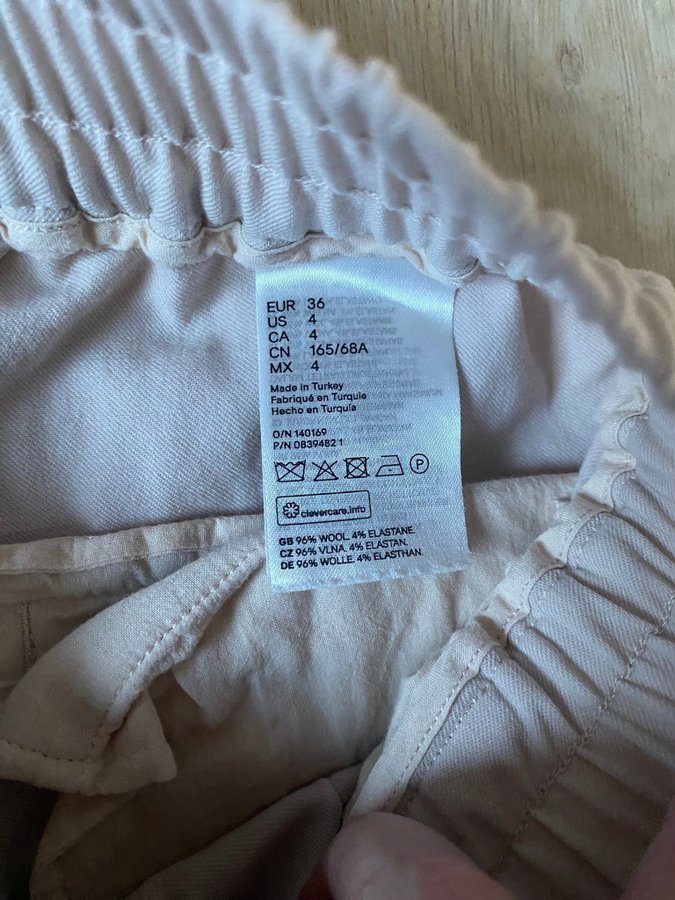 EUR 36
US 4
CA 4
CN 165/68A
MX 4
Made in Turkey
Fabriqué en Turquie
Hecho en Turquía
O/N 140169
P/N 0839482 1
P
clevercare.info
GB 96% WOOL. 4% ELASTANE.
CZ 96% VLNA. 4% ELASTAN.
DE 96% WOLLE. 4% ELASTHAN.